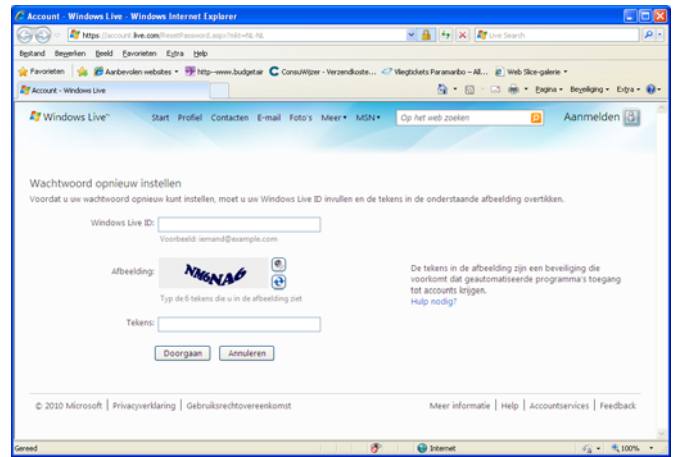 Account - Windows Live - Windows Internet Explorer
https://account.live.com/ResetPassword.aspx?mkt=NL-NL
Live Search
Bestand Bewerken Beeld Favorieten Extra Help
Favorieten Aanbevolen websites http--www.budgetair ConsuWijzer - Verzendkoste... Vliegtickets Paramaribo – All... Web Slice-galerie
Account - Windows Live
Pagina Beveiliging Extra
Windows Live™
Start Profiel Contacten E-mail Foto's Meer MSN
Op het web zoeken
Aanmelden
Wachtwoord opnieuw instellen
Voordat u uw wachtwoord opnieuw kunt instellen, moet u uw Windows Live ID invullen en de tekens in de onderstaande afbeelding overtikken.
Windows Live ID:
Voorbeeld: iemand@example.com
Afbeelding:
NM6NA6
Typ de 6 tekens die u in de afbeelding ziet
De tekens in de afbeelding zijn een beveiliging die
voorkomt dat geautomatiseerde programma's toegang
tot accounts krijgen.
Hulp nodig?
Tekens:
Doorgaan Annuleren
© 2010 Microsoft | Privacyverklaring | Gebruiksrechtovereenkomst
Meer informatie | Help | Accountservices | Feedback
Gereed
Internet
100%